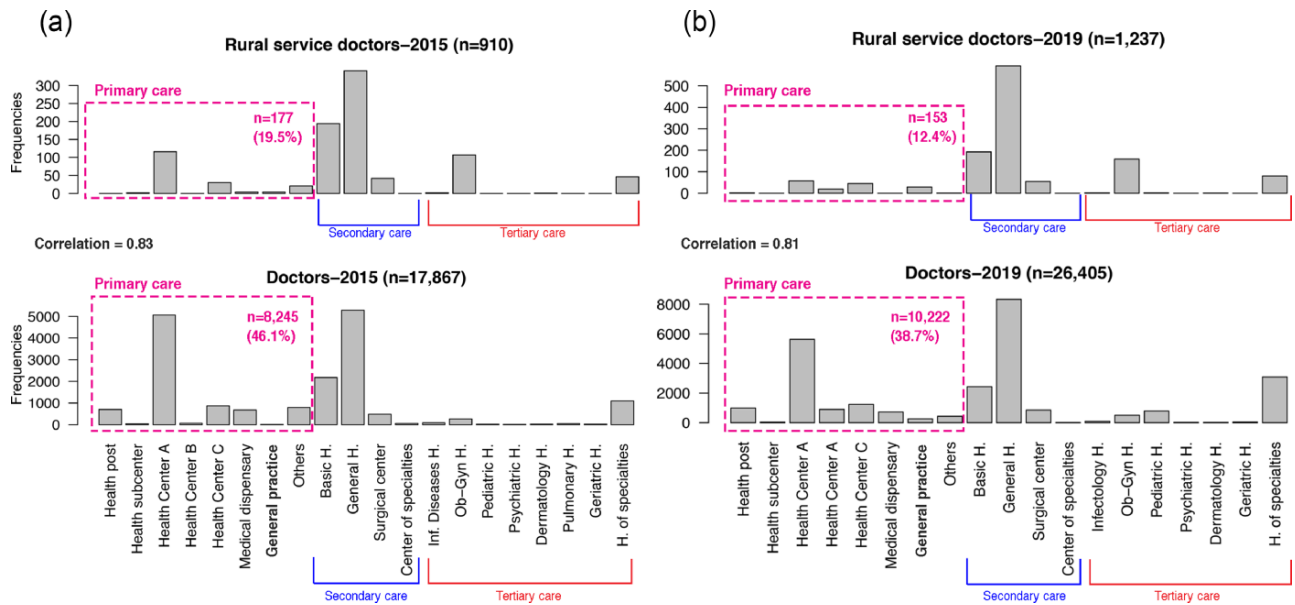 (a)
Rural service doctors–2015 (n=910)
Frequencies
300
250
200
150
100
50
0
Primary care
n=177
(19.5%)
Secondary care
Tertiary care
Correlation = 0.83
Doctors–2015 (n=17,867)
Primary care
Frequencies
5000
4000
3000
2000
1000
0
n=8,245
(46.1%)
Health post
Health subcenter
Health Center A
Health Center B
Health Center C
Medical dispensary
General practice
Others
Basic H.
General H.
Surgical center
Center of specialties
Inf. Diseases H.
Ob–Gyn H.
Pediatric H.
Psychiatric H.
Dermatology H.
Pulmonary H.
Geriatric H.
H. of specialties
Secondary care
Tertiary care
(b)
Rural service doctors–2019 (n=1,237)
500
400
300
200
100
0
Primary care
n=153
(12.4%)
Secondary care
Tertiary care
Correlation = 0.81
Doctors–2019 (n=26,405)
Primary care
8000
6000
4000
2000
0
n=10,222
(38.7%)
Health post
Health subcenter
Health Center A
Health Center A
Health Center C
Medical dispensary
General practice
Others
Basic H.
General H.
Surgical center
Center of specialties
Infectology H.
Ob–Gyn H.
Pediatric H.
Psychiatric H.
Dermatology H.
Geriatric H.
H. of specialties
Secondary care
Tertiary care